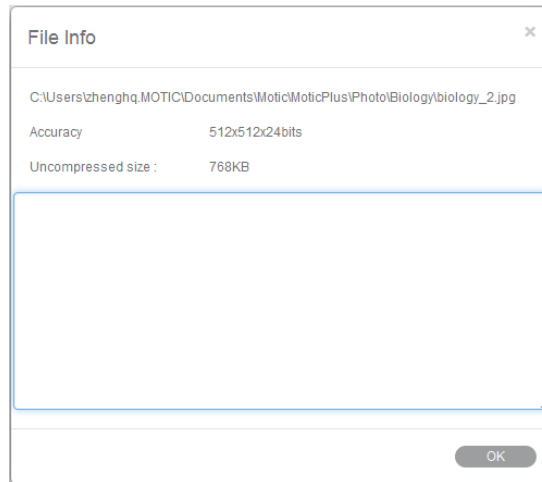 File Info ×
C:\Users\zhenghq.MOTIC\Documents\Motic\MoticPlus\Photo\Biology\biology_2.jpg
Accuracy 512x512x24bits
Uncompressed size : 768KB
OK